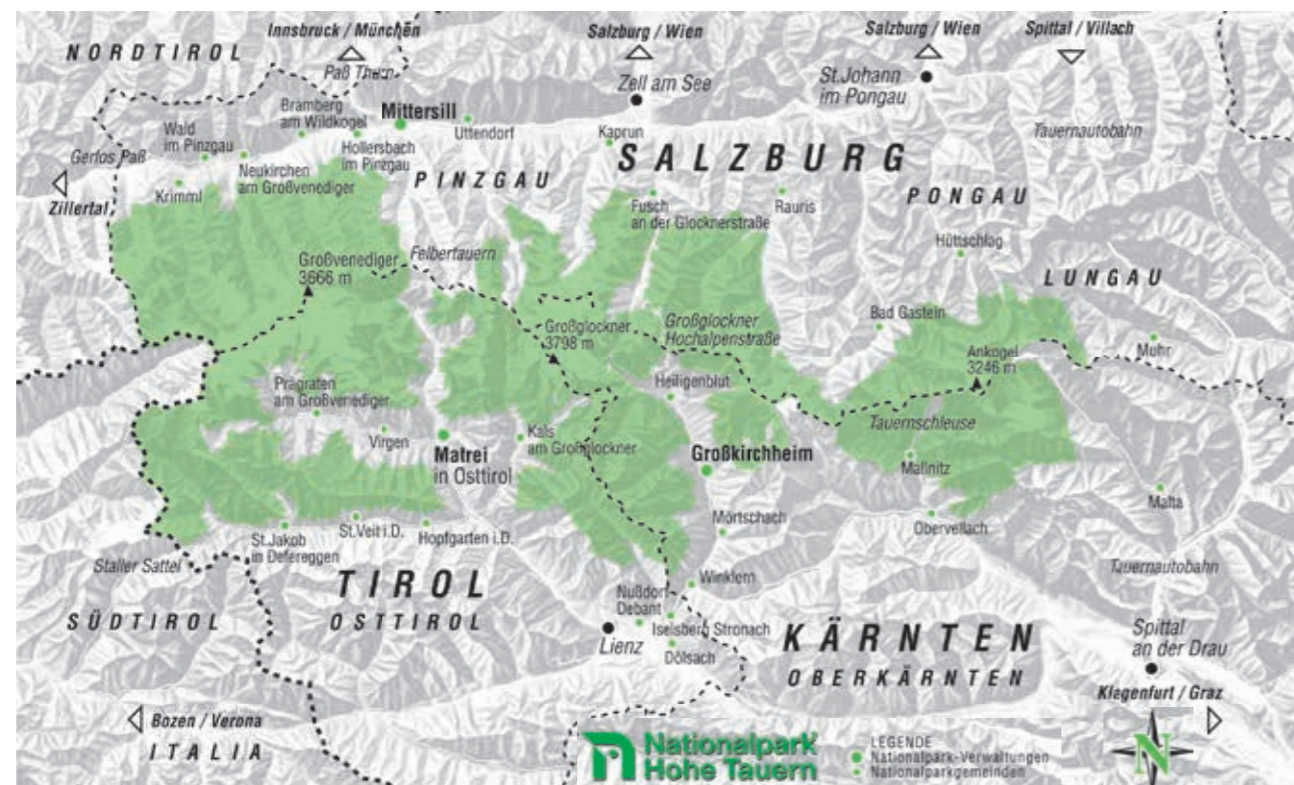 Innsbruck / München
Salzburg / Wien
Salzburg / Wien
Spittal / Villach
NORDTIROL
Paß Thurn
Zell am See
St.Johann
im Pongau
Bramberg
am Wildkogel
Mittersill
Uttendorf
Tauernautobahn
Wald
im Pinzgau
Kaprun
Gerlos Paß
Hollersbach
im Pinzgau
SALZBURG
Neukirchen
am Großvenediger
PINZGAU
Krimml
Zillertal
Fusch
an der Glocknerstraße
Rauris
PONGAU
Hüttschlag
Großvenediger
3666 m
Felbertauern
LUNGAU
Großglockner
3798 m
Großglockner
Hochalpenstraße
Bad Gastein
Ankogel
3246 m
Muhr
Prägraten
am Großvenediger
Heiligenblut
Virgen
Matrei
in Osttirol
Kals
am Großglockner
Tauernschleuse
Großkirchheim
Mallnitz
Malta
St.Jakob
in Defereggen
St.Veit i.D.
Hopfgarten i.D.
Mörtschach
Obervellach
Staller Sattel
TIROL
OSTTIROL
Winklern
Tauernautobahn
SÜDTIROL
Nußdorf
Debant
Iselsberg Stronach
Lienz
Dölsach
KÄRNTEN
OBERKÄRNTEN
Spittal
an der Drau
Klegenfurt / Graz
Bozen / Verona
ITALIA
Nationalpark
Hohe Tauern
LEGENDE
Nationalpark-Verwaltungen
Nationalparkgemeinden
N